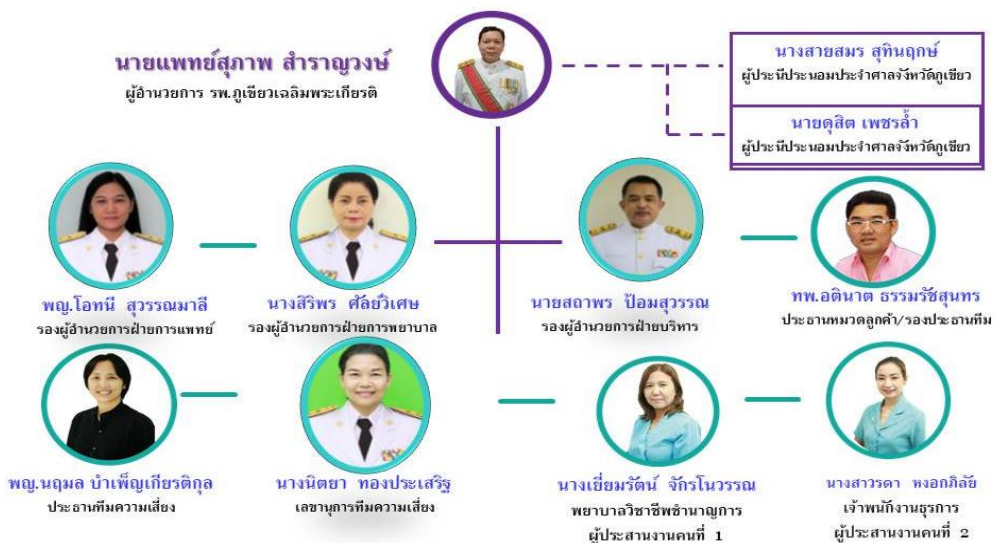 นายแพทย์สุภาพ สำราญวงษ์
ผู้อำนวยการ รพ.ภูเขียวเฉลิมพระเกียรติ
นางสายสมร สุทินฤกษ์
ผู้ประนีประนอมประจำศาลจังหวัดภูเขียว
นายดุสิต เพชรล้ำ
ผู้ประนีประนอมประจำศาลจังหวัดภูเขียว
พญ.โอทนี สุวรรณมาลี
รองผู้อำนวยการฝ่ายการแพทย์
นางสิริพร ศัลย์วิเศษ
รองผู้อำนวยการฝ่ายการพยาบาล
นายสถาพร ป้อมสุวรรณ
รองผู้อำนวยการฝ่ายบริหาร
ทพ.อตินาต ธรรมรัชสุนทร
ประธานหมวดลูกค้า/รองประธานทีม
พญ.นฤมล บำเพ็ญเกียรติกุล
ประธานทีมความเสี่ยง
นางนิตยา ทองประเสริฐ
เลขานุการทีมความเสี่ยง
นางเยี่ยมรัตน์ จักรโนวรรณ
พยาบาลวิชาชีพชำนาญการ
ผู้ประสานงานคนที่ 1
นางสาวรดา หงอกภิลัย
เจ้าพนักงานธุรการ
ผู้ประสานงานคนที่ 2